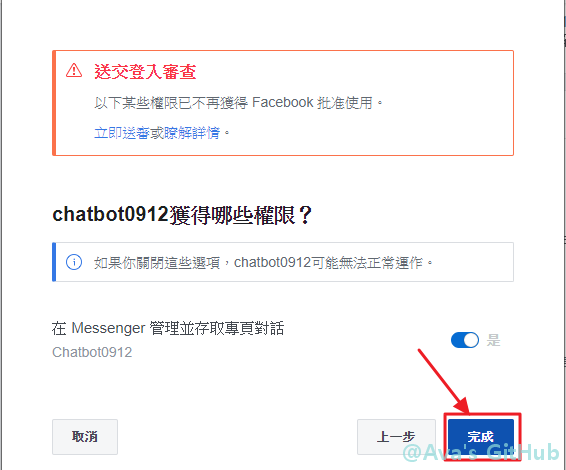 送交登入審查
以下某些權限已不再獲得 Facebook 批准使用。
立即送審或瞭解詳情。
chatbot0912獲得哪些權限？
如果你關閉這些選項，chatbot0912可能無法正常運作。
在 Messenger 管理並存取專頁對話
是
Chatbot0912
取消
上一步
完成
@Ava's GitHub